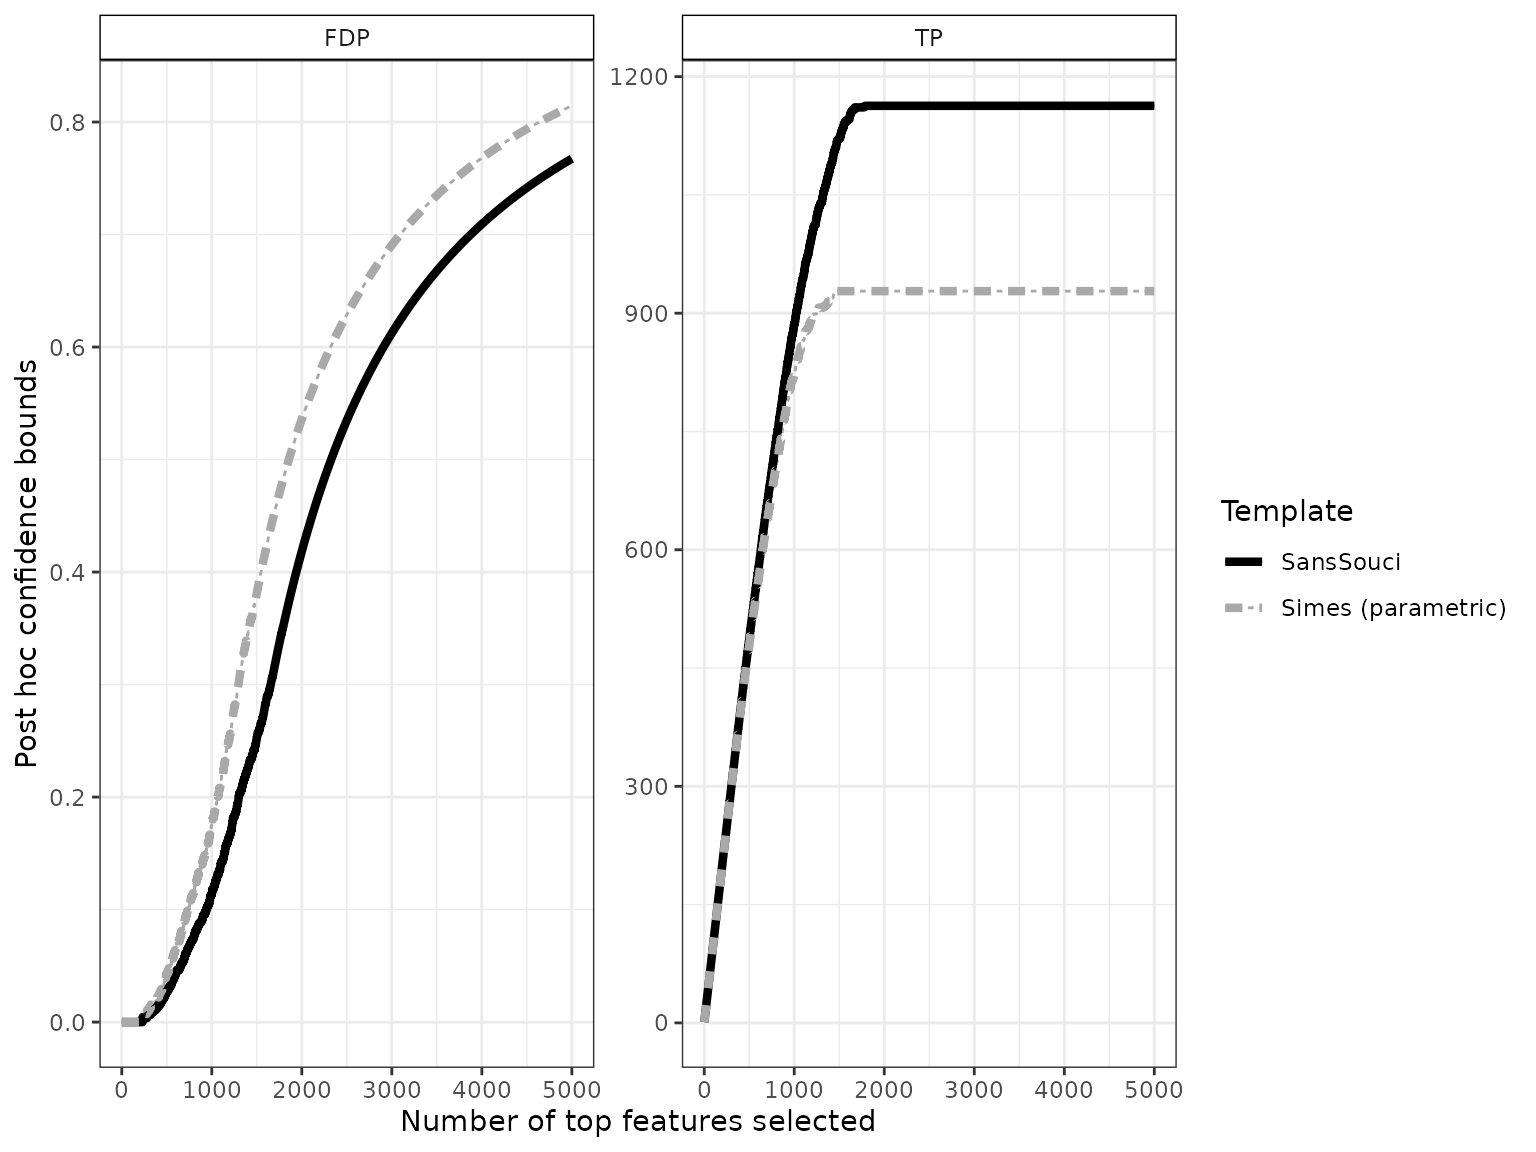 FDP
TP
Post hoc confidence bounds
0.8
0.6
0.4
0.2
0.0
0 1000 2000 3000 4000 5000
1200
900
600
300
0
0 1000 2000 3000 4000 5000
Number of top features selected
Template
SansSouci
Simes (parametric)